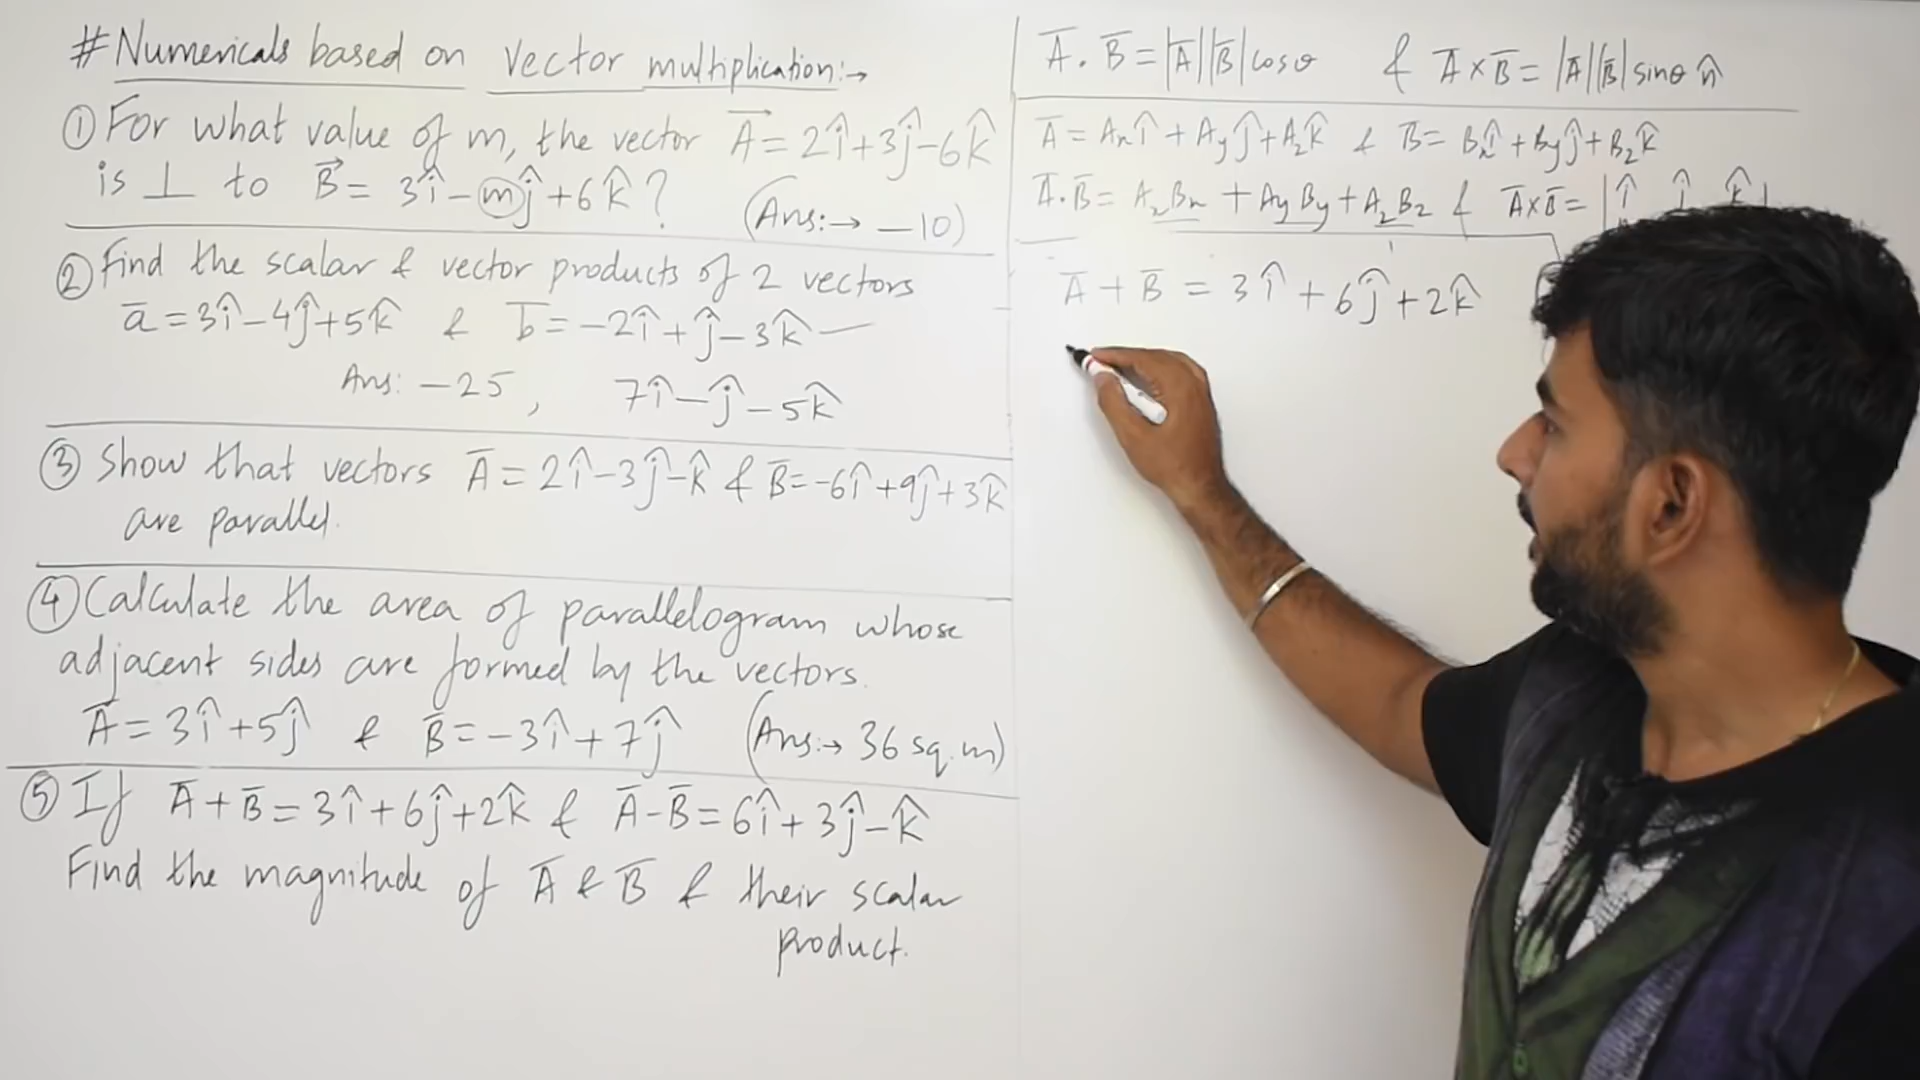 #Numericals based on vector multiplication:→
① For what value of m, the vector A⃗ = 2î+3ĵ-6k̂
is ⊥ to B⃗ = 3î-mĵ+6k̂?
(Ans:→ -10)
② Find the scalar & vector products of 2 vectors
a̅ = 3î-4ĵ+5k̂ & b̅ = -2î+ĵ-3k̂
Ans: -25, 7î-ĵ-5k̂
③ Show that vectors A̅ = 2î-3ĵ-k̂ & B̅ = -6î+9ĵ+3k̂
are parallel.
④ Calculate the area of parallelogram whose
adjacent sides are formed by the vectors.
A̅ = 3î+5ĵ & B̅ = -3î+7ĵ (Ans:→ 36 sq.m)
⑤ If A̅+B̅ = 3î+6ĵ+2k̂ & A̅-B̅ = 6î+3ĵ-k̂
Find the magnitude of A̅ & B̅ & their scalar
product.
A̅.B̅ = |A̅||B̅|cosθ & A̅×B̅ = |A̅||B̅|sinθ n̂
A̅ = Axî + Ayĵ + Azk̂ & B̅ = Bxî + Byĵ + Bzk̂
A̅.B̅ = AxBx + AyBy + AzBz & A̅×B̅ = |î ĵ k̂|
A̅ + B̅ = 3î + 6ĵ + 2k̂